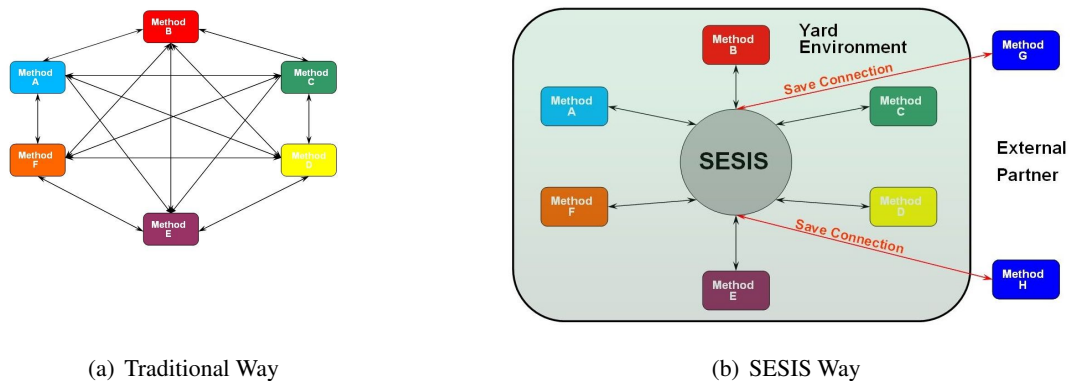 Method
B
Method
A
Method
C
Method
F
Method
D
Method
E
(a) Traditional Way
Yard
Environment
Method
B
Method
G
Save Connection
Method
A
Method
C
SESIS
External
Partner
Method
F
Method
D
Save Connection
Method
E
Method
H
(b) SESIS Way